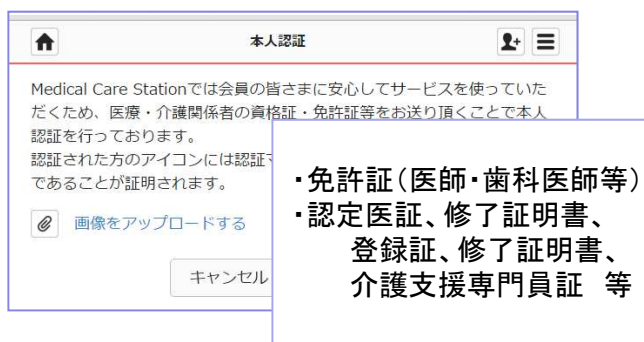 本人認証
Medical Care Stationでは会員の皆さまに安心してサービスを使っていた
だくため、医療・介護関係者の資格証・免許証等をお送り頂くことで本人
認証を行っております。
認証された方のアイコンには認証
であることが証明されます。
画像をアップロードする
キャンセル
・免許証（医師・歯科医師等）
・認定医証、修了証明書、
登録証、修了証明書、
介護支援専門員証　等